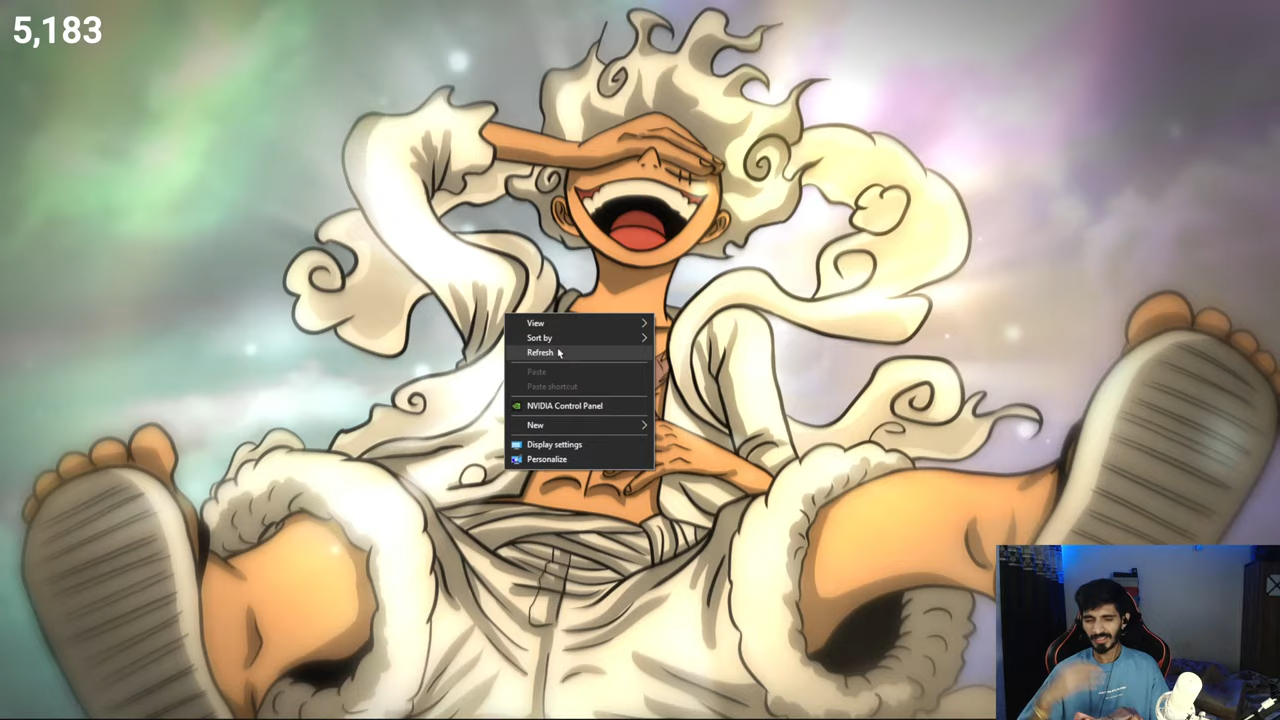 5,183
View
Sort by
Refresh
Paste
Paste shortcut
NVIDIA Control Panel
New
Display settings
Personalize